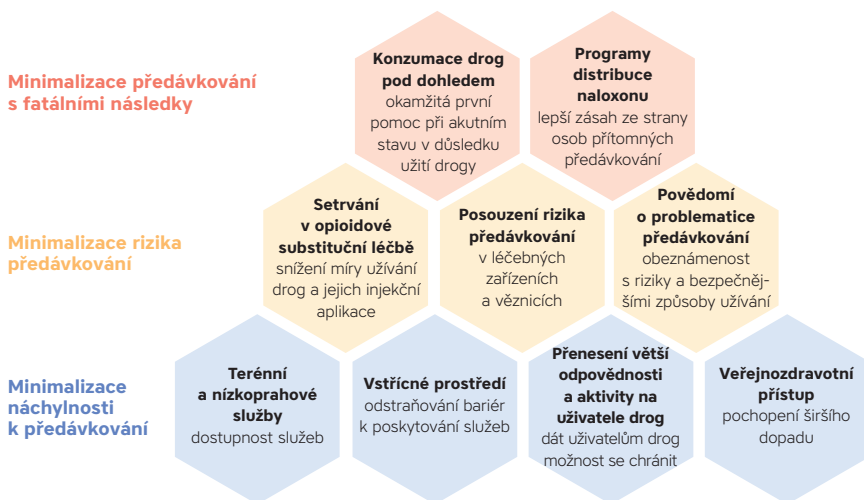 Minimalizace předávkování
s fatálními následky
Konzumace drog
pod dohledem
okamžitá první
pomoc při akutním
stavu v důsledku
užití drogy
Programy
distribuce
naloxonu
lepší zásah ze strany
osob přítomných
předávkování
Minimalizace rizika
předávkování
Setrvání
v opioidové
substituční léčbě
snížení míry užívání
drog a jejich injekční
aplikace
Posouzení rizika
předávkování
v léčebných
zařízeních
a věznicích
Povědomí
o problematice
předávkování
obeznámenost
s riziky a bezpečněj-
šími způsoby užívání
Minimalizace
náchylnosti
k předávkování
Terénní
a nízkoprahové
služby
dostupnost služeb
Vstřícné prostředí
odstraňování bariér
k poskytování služeb
Přenesení větší
odpovědnosti
a aktivity na
uživatele drog
dát uživatelům drog
možnost se chránit
Veřejnozdravotní
přístup
pochopení širšího
dopadu